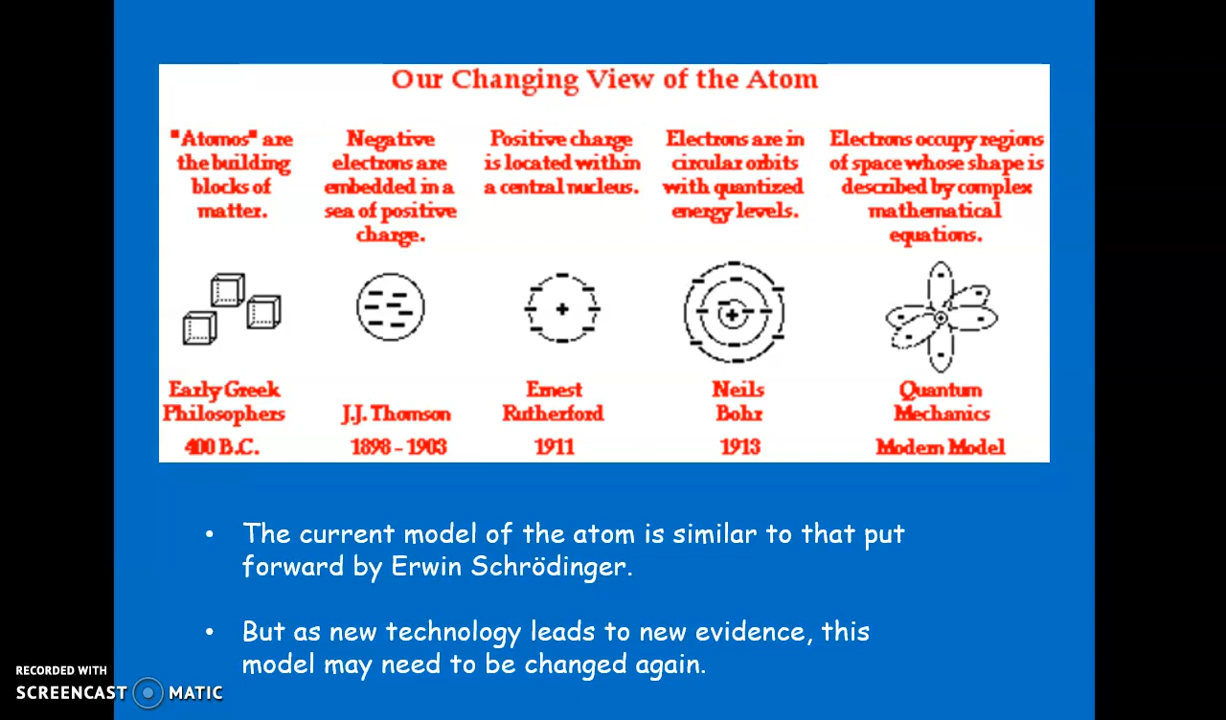 Our Changing View of the Atom
"Atomos" are
the building
blocks of
matter.
Negative
electrons are
embedded in a
sea of positive
charge.
Positive charge
is located within
a central nucleus.
Electrons are in
circular orbits
with quantized
energy levels.
Electrons occupy regions
of space whose shape is
described by complex
mathematical
equations.
Early Greek
Philosophers
400 B.C.
J.J. Thomson
1898 - 1903
Ernest
Rutherford
1911
Neils
Bohr
1913
Quantum
Mechanics
Modern Model
• The current model of the atom is similar to that put
forward by Erwin Schrödinger.
• But as new technology leads to new evidence, this
model may need to be changed again.
RECORDED WITH
SCREENCAST MATIC